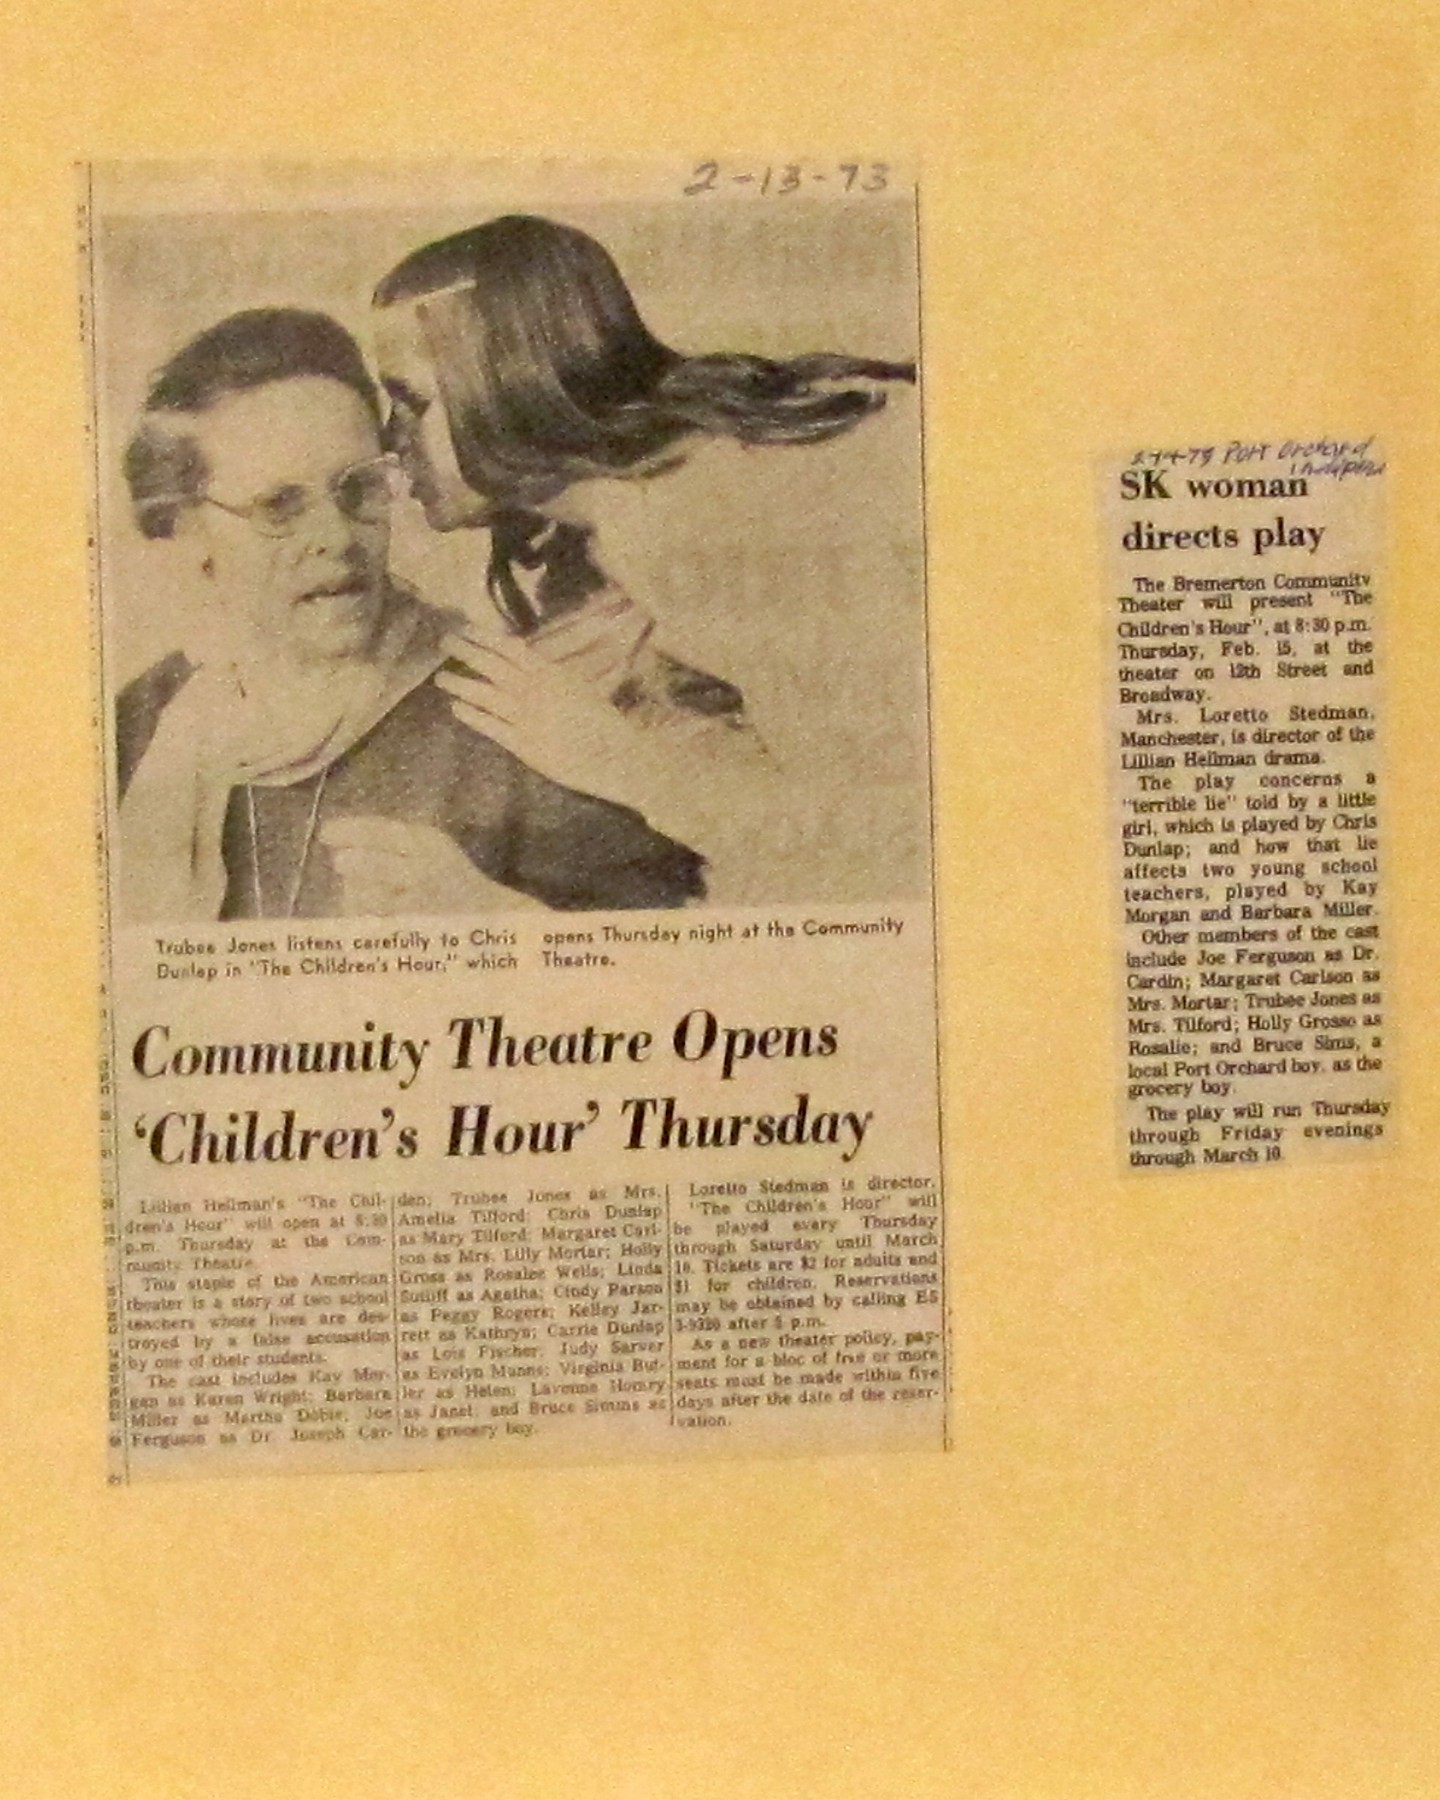 2-13-73
Trubee Jones listens carefully to Chris
Dunlap in "The Children's Hour," which
opens Thursday night at the Community
Theatre.
Community Theatre Opens
'Children's Hour' Thursday
Lillian Hellman's "The Chil-
dren's Hour" will open at 8:30
p.m. Thursday at the Com-
munity Theatre.
This staple of the American
theater is a story of two school
teachers whose lives are des-
troyed by a false accusation
by one of their students.
The cast includes Kay Mor-
gan as Karen Wright; Barbara
Miller as Martha Dobie; Joe
Ferguson as Dr. Joseph Car-
den; Trubee Jones as Mrs.
Amelia Tilford; Chris Dunlap
as Mary Tilford; Margaret Carl-
son as Mrs. Lilly Mortar; Holly
Gross as Rosalee Wells; Linda
Sutliff as Agatha; Cindy Parson
as Peggy Rogers; Kelley Jar-
rett as Kathryn; Carrie Dunlap
as Lois Fischer; Judy Sarver
as Evelyn Munns; Virginia But-
ler as Helen; Lavonne
as Janet, and Bruce Simms as
the grocery boy.
Loretto Stedman is director.
"The Children's Hour" will
be played every Thursday
through Saturday until March
10. Tickets are $2 for adults and
$1 for children. Reservations
may be obtained by calling ES
after 5 p.m.
As a new theater policy, pay-
ment for a bloc of five or more
seats must be made within five
days after the date of the reser-
vation.
2-14-73 Port Orchard
SK woman
directs play
The Bremerton Community
Theater will present "The
Children's Hour", at 8:30 p.m.
Thursday, Feb. 15, at the
theater on 12th Street and
Broadway.
Mrs. Loretto Stedman,
Manchester, is director of the
Lillian Hellman drama.
The play concerns a
"terrible lie" told by a little
girl, which is played by Chris
Dunlap; and how that lie
affects two young school
teachers, played by Kay
Morgan and Barbara Miller.
Other members of the cast
include Joe Ferguson as Dr.
Cardin; Margaret Carlson as
Mrs. Mortar; Trubee Jones as
Mrs. Tilford; Holly Grosso as
Rosalie; and Bruce Sims, a
local Port Orchard boy, as the
grocery boy.
The play will run Thursday
through Friday evenings
through March 10.